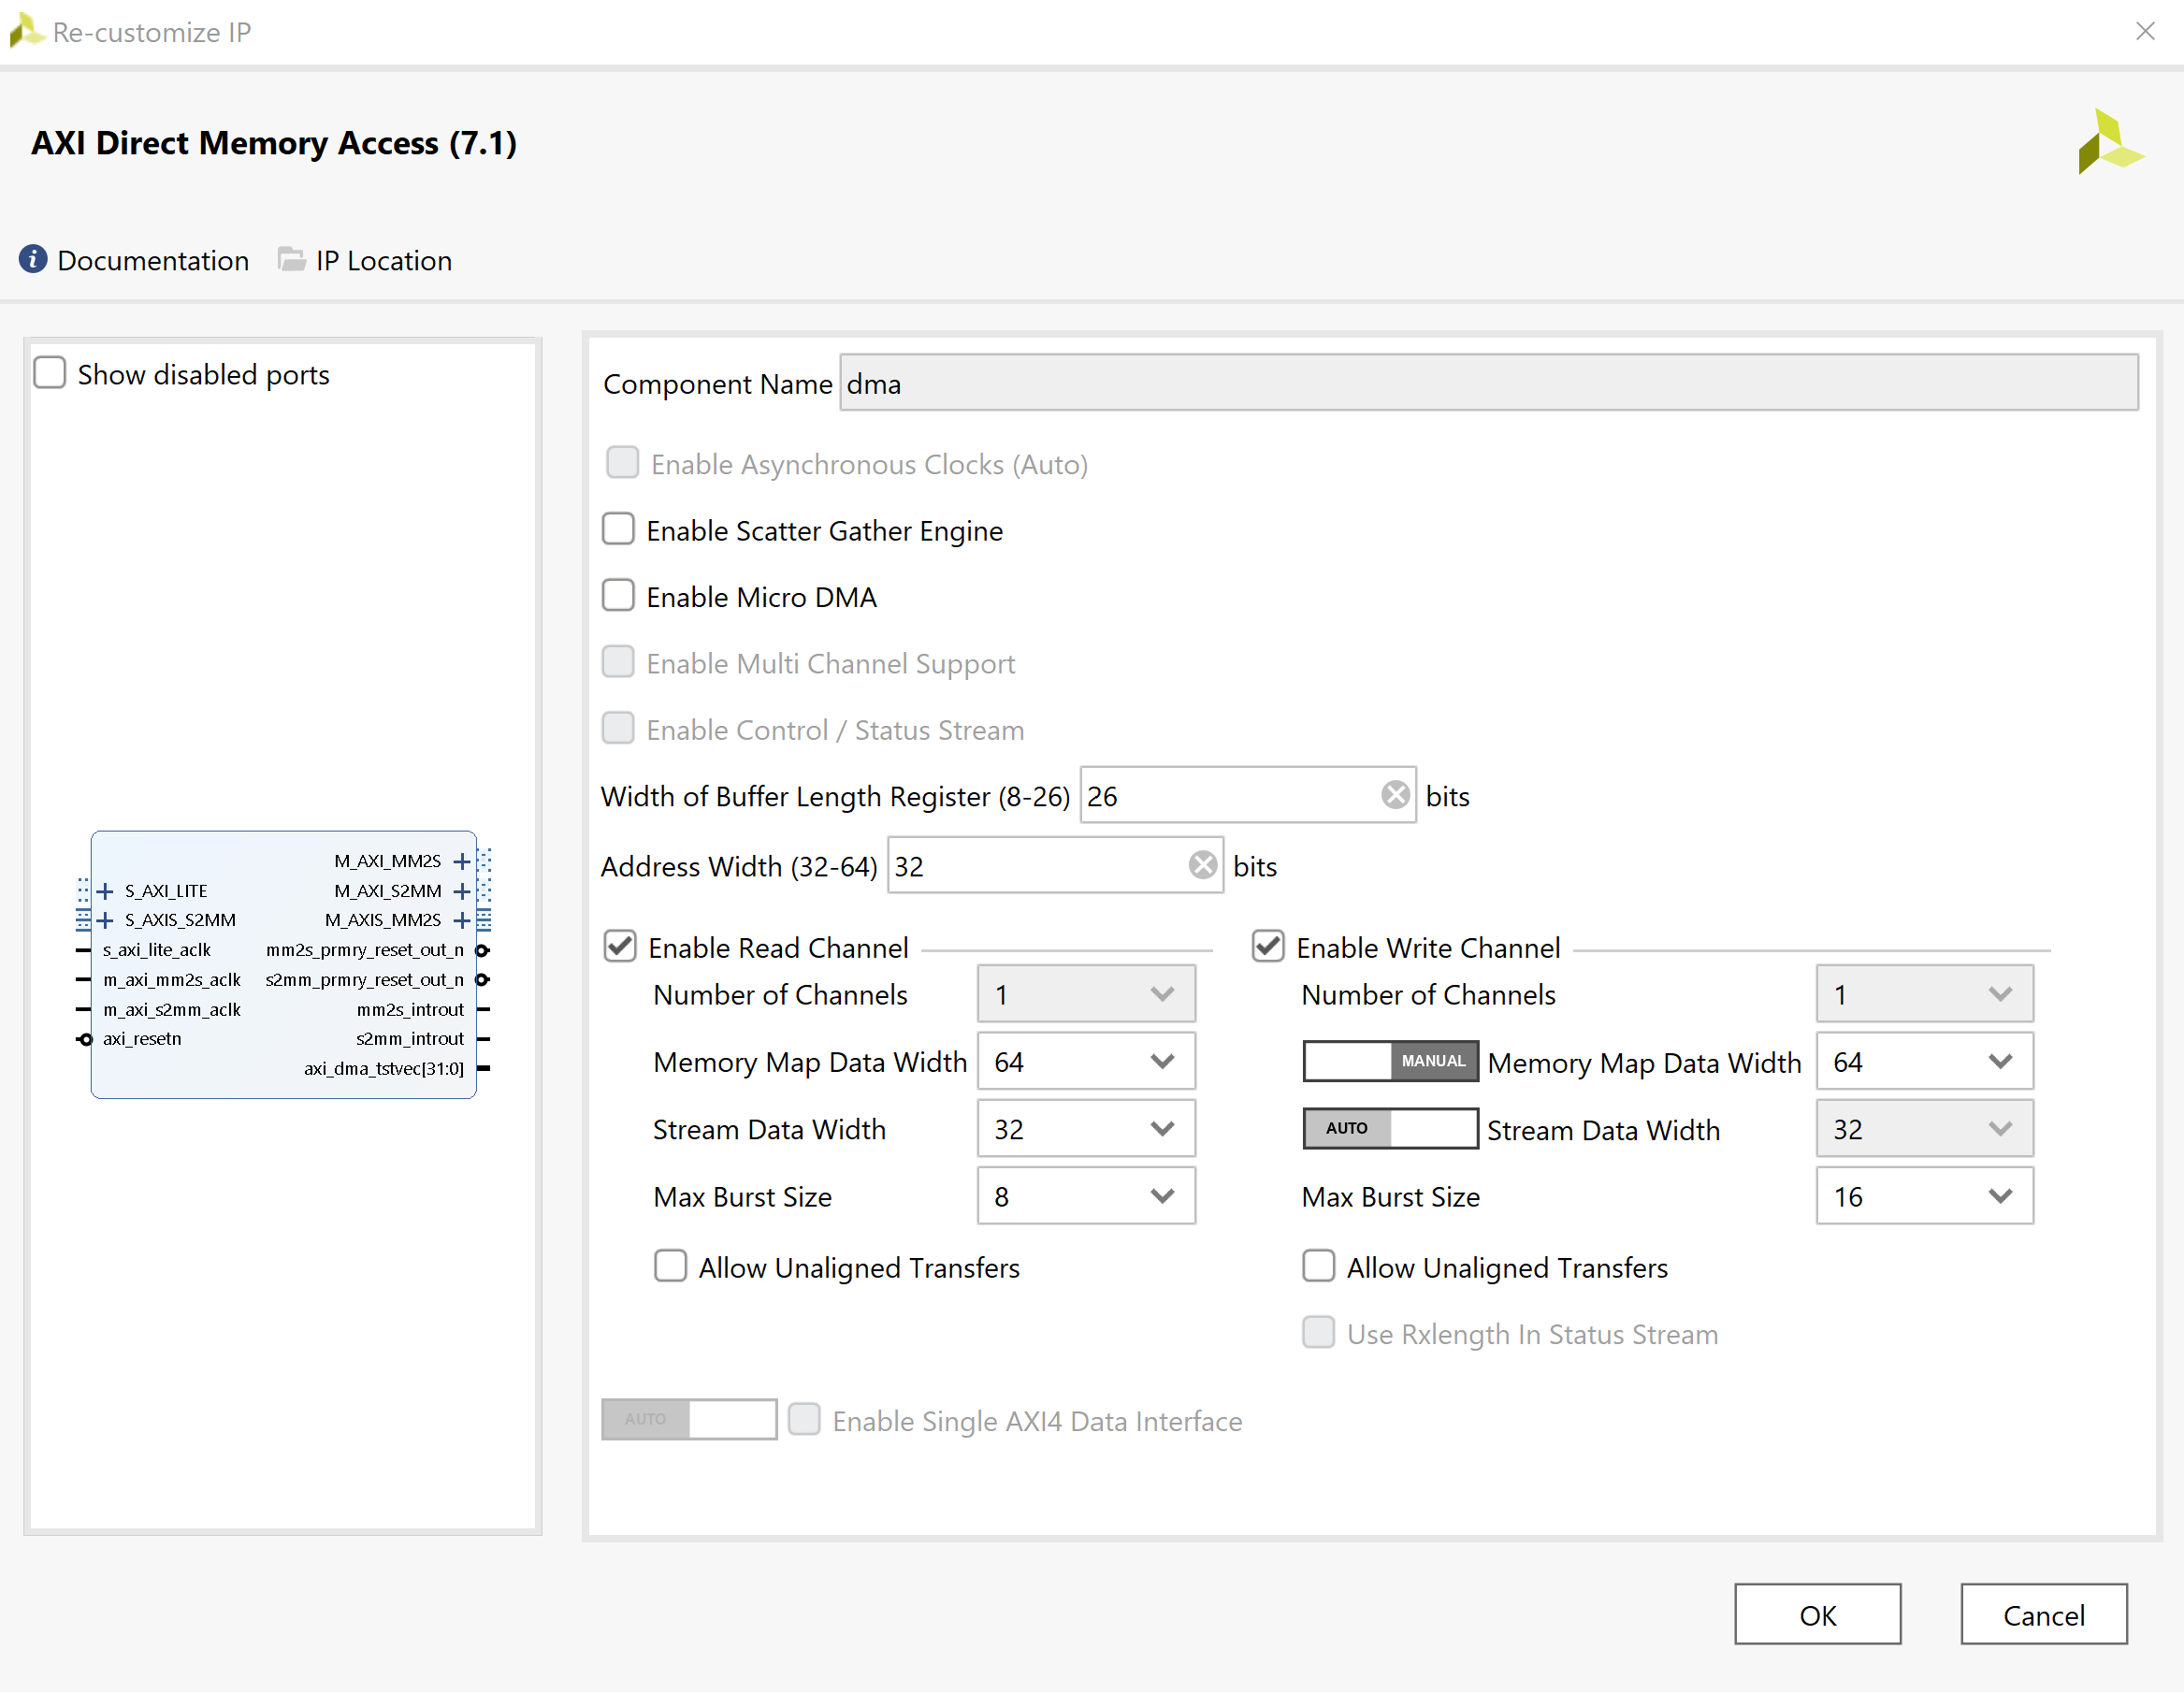 Re-customize IP
AXI Direct Memory Access (7.1)
Documentation IP Location
Show disabled ports
M_AXI_MM2S
S_AXI_LITE M_AXI_S2MM
S_AXIS_S2MM M_AXIS_MM2S
s_axi_lite_aclk mm2s_prmry_reset_out_n
m_axi_mm2s_aclk s2mm_prmry_reset_out_n
m_axi_s2mm_aclk mm2s_introut
axi_resetn s2mm_introut
axi_dma_tstvec[31:0]
Component Name dma
Enable Asynchronous Clocks (Auto)
Enable Scatter Gather Engine
Enable Micro DMA
Enable Multi Channel Support
Enable Control / Status Stream
Width of Buffer Length Register (8-26) 26 bits
Address Width (32-64) 32 bits
Enable Read Channel
Number of Channels 1
Memory Map Data Width 64
Stream Data Width 32
Max Burst Size 8
Allow Unaligned Transfers
Enable Write Channel
Number of Channels 1
MANUAL Memory Map Data Width 64
AUTO Stream Data Width 32
Max Burst Size 16
Allow Unaligned Transfers
Use Rxlength In Status Stream
AUTO Enable Single AXI4 Data Interface
OK Cancel